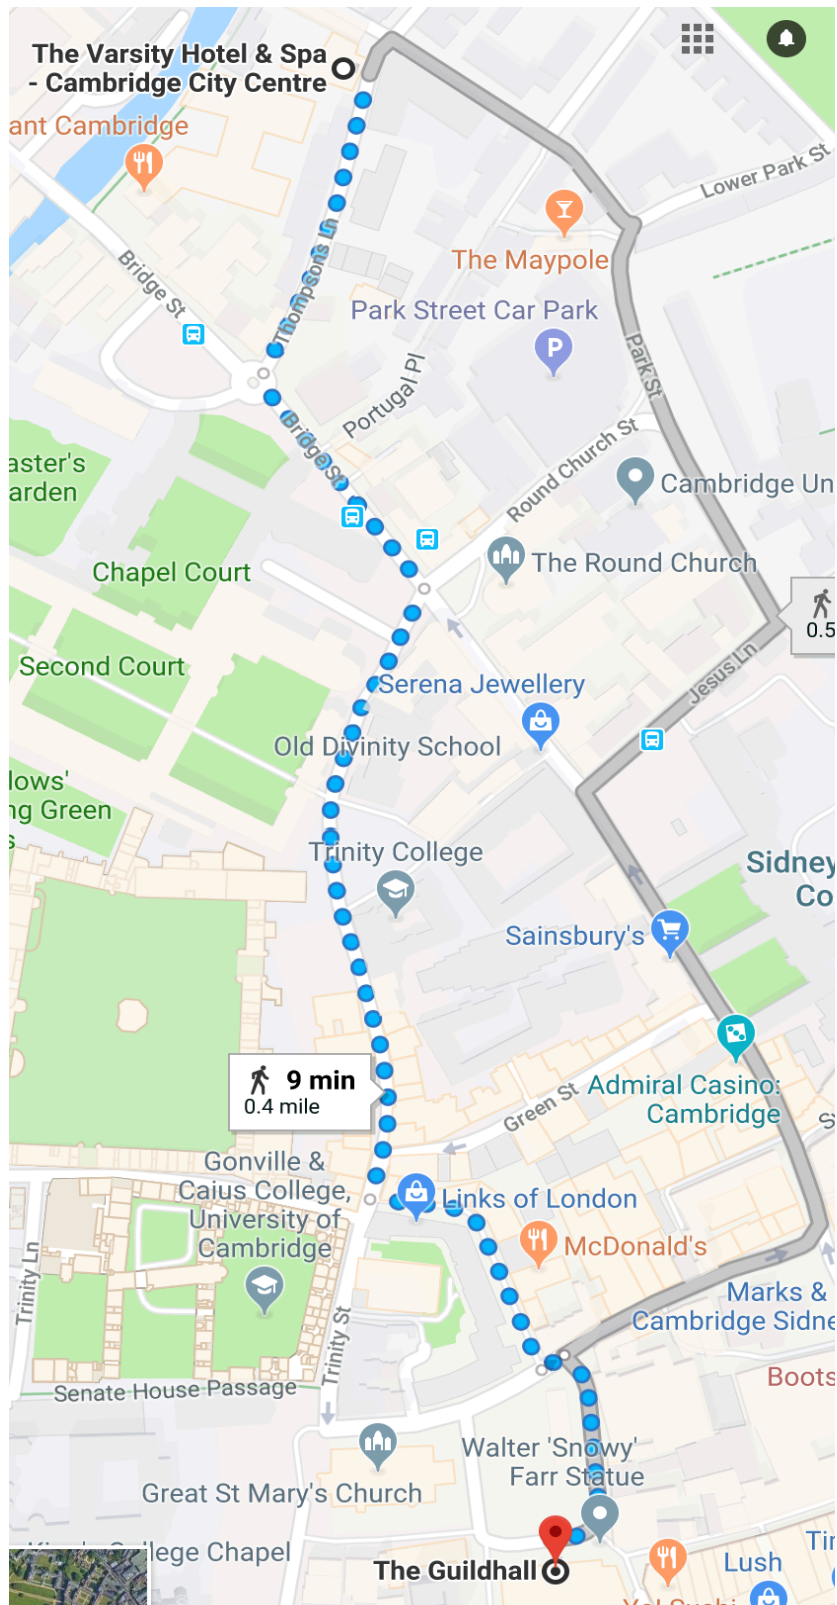 The Varsity Hotel & Spa
- Cambridge City Centre
ant Cambridge
Lower Park St
The Maypole
Bridge St
Thompsons Ln
Park Street Car Park
P
Park St
Portugal Pl
Bridge St
Round Church St
aster's
arden
Cambridge Un
The Round Church
Chapel Court
0.5
Second Court
Jesus Ln
Serena Jewellery
Old Divinity School
lows'
ng Green
s
Trinity College
Sidney
Co
Sainsbury's
9 min
0.4 mile
Admiral Casino:
Cambridge
Green St
Gonville &
Caius College,
University of
Cambridge
Links of London
McDonald's
Trinity Ln
Marks &
Cambridge Sidne
Trinity St
Senate House Passage
Boots
Walter 'Snowy'
Farr Statue
Great St Mary's Church
King's College Chapel
The Guildhall
Lush
Yo! Sushi